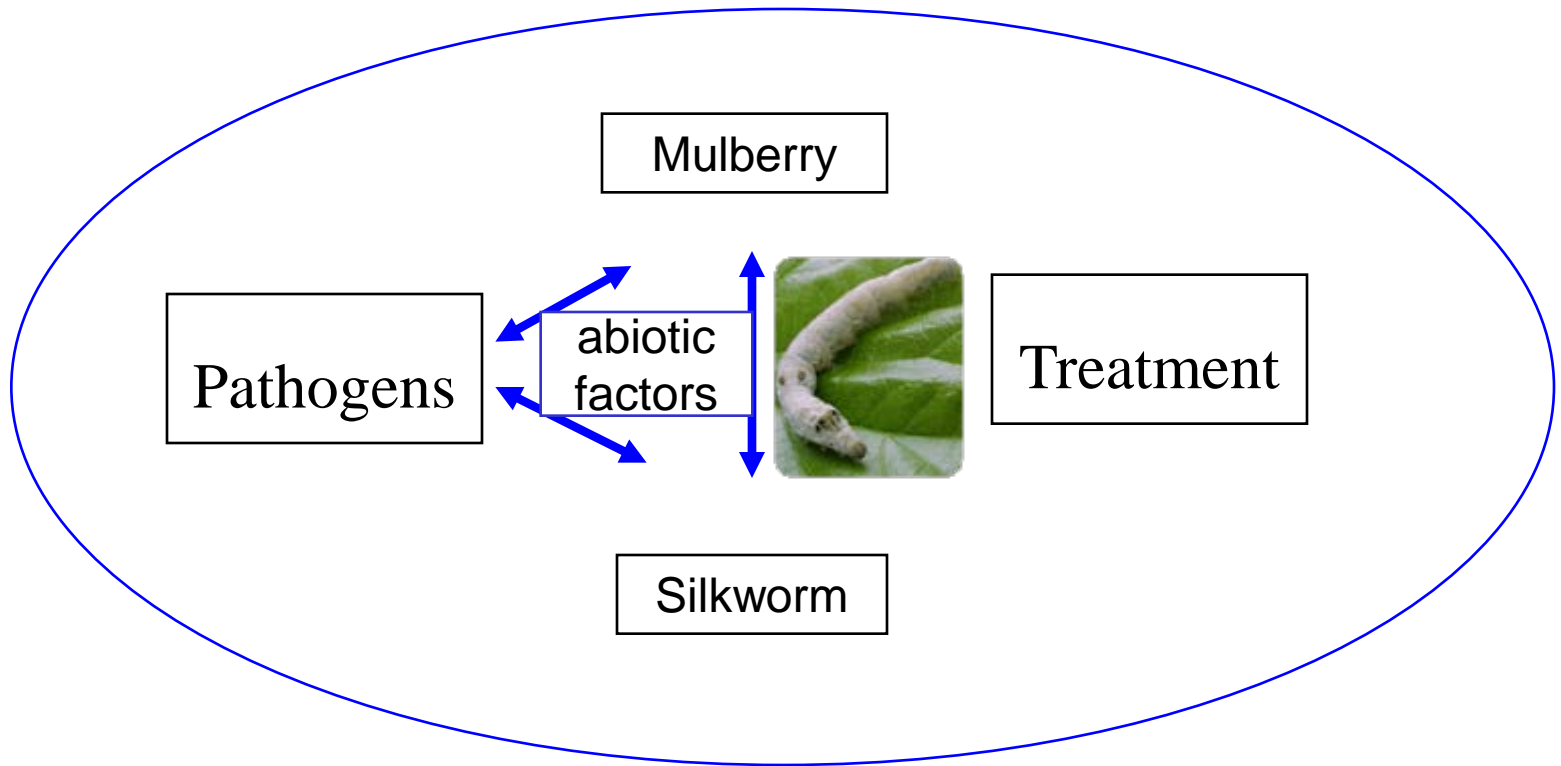 Mulberry
Pathogens
abiotic
factors
Treatment
Silkworm